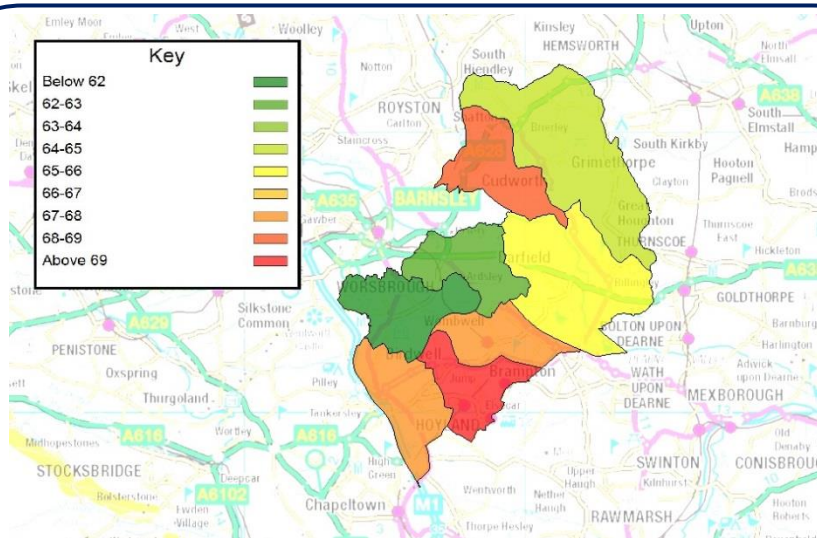 Key
Below 62
62-63
63-64
64-65
65-66
66-67
67-68
68-69
Above 69
Emley Moor
West
Woolley
Kinsley
Upton
Notton
South
Hiendley
HEMSWORTH
North
Elmsall
ROYSTON
Carlton
A638
Staincross
Brierley
South Kirkby
South
Elmsall
Cudworth
Grimethorpe
Clayton
Hooton
Pagnell
A635
BARNSLEY
Gawber
Great
Houghton
THURNSCOE
Thurnscoe
East
Hickleton
Darfield
Ardsley
WORSBROUGH
GOLDTHORPE
Silkstone
Common
A629
Wombwell
BOLTON UPON
DEARNE
Barnburgh
Harlington
PENISTONE
Oxspring
Brampton
WATH
UPON
DEARNE
Adwick
upon Dearne
Pilley
Jump
MEXBOROUGH
Thurgoland
Tankersley
Elsecar
HOYLAND
A616
Wortley
A616
Old
Denaby
Midhopestones
STOCKSBRIDGE
Deepcar
High
Green
SWINTON
CONISBROUGH
Bolsterstone
A6102
Upper
Haugh
Kilnhurst
Ewden
Village
Chapeltown
Wentworth
Nether
Haugh
Hooton
Roberts
M1
RAWMARSH
Thorpe Hesley